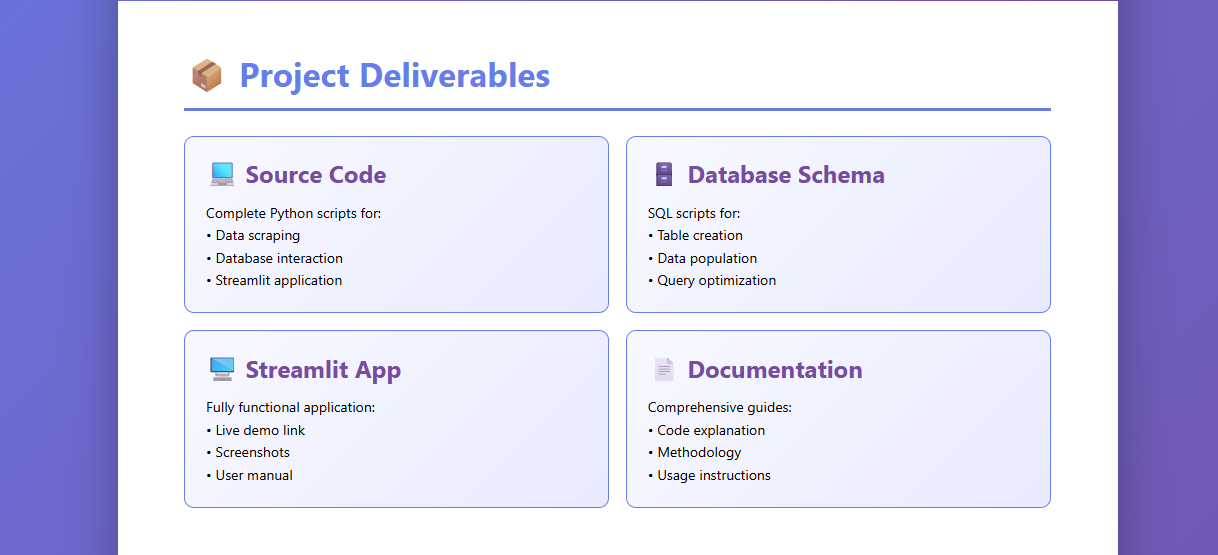 Project Deliverables
Source Code
Complete Python scripts for:
• Data scraping
• Database interaction
• Streamlit application
Database Schema
SQL scripts for:
• Table creation
• Data population
• Query optimization
Streamlit App
Fully functional application:
• Live demo link
• Screenshots
• User manual
Documentation
Comprehensive guides:
• Code explanation
• Methodology
• Usage instructions